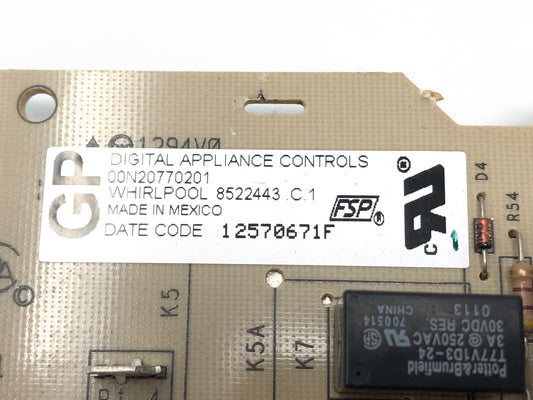 1294V0
GP
DIGITAL APPLIANCE CONTROLS
00N20770201
WHIRLPOOL 8522443 .C.1
MADE IN MEXICO
FSP®
DATE CODE 12570671F
c RU ®
D4
R54
K5
K5A
K7
Potter&Brumfield
T77V1D3-24
3A @ 250VAC
30VDC RES.
700514
CHINA
0113